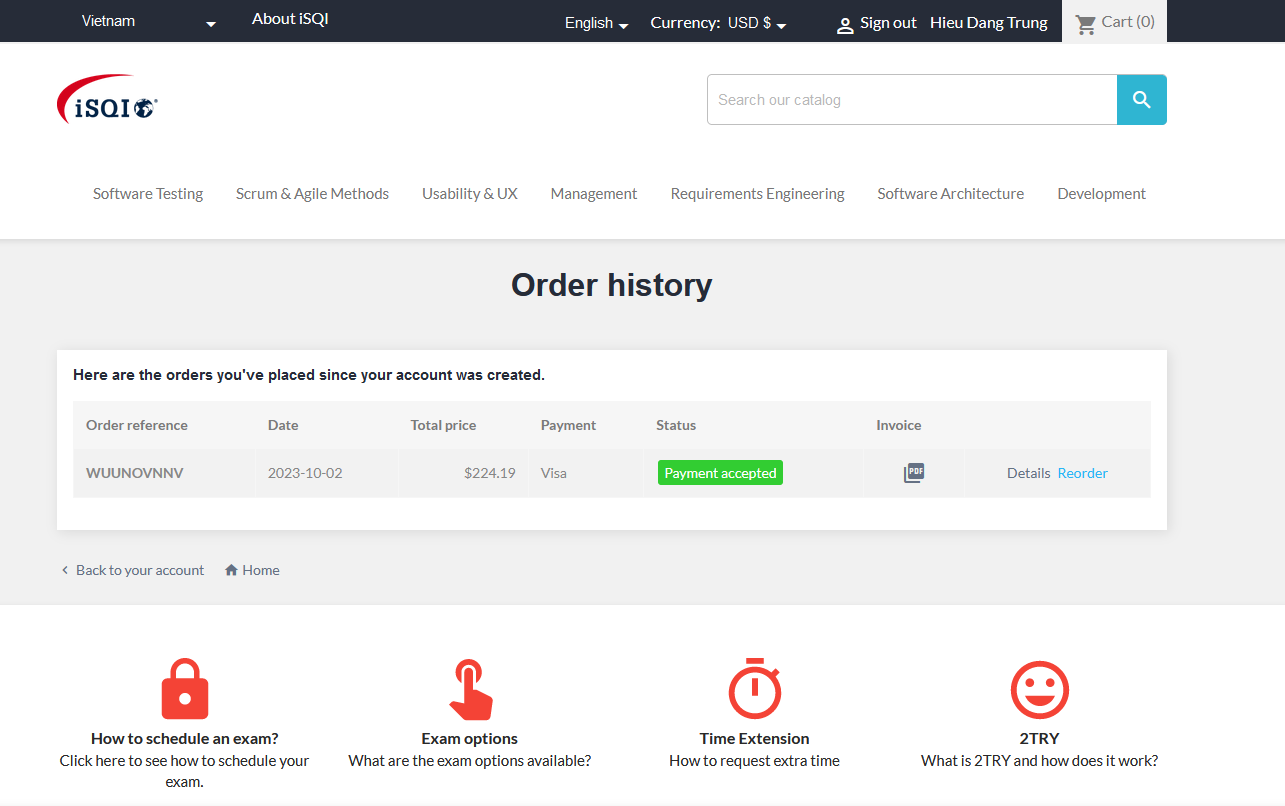 Vietnam About iSQI English Currency: USD $ Sign out Hieu Dang Trung Cart (0)
iSQI
Search our catalog
Software Testing Scrum & Agile Methods Usability & UX Management Requirements Engineering Software Architecture Development
Order history
Here are the orders you've placed since your account was created.
Order reference Date Total price Payment Status Invoice
WUUNOVNNV 2023-10-02 $224.19 Visa Payment accepted PDF Details Reorder
Back to your account Home
How to schedule an exam? Exam options Time Extension 2TRY
Click here to see how to schedule your What are the exam options available? How to request extra time What is 2TRY and how does it work?
exam.